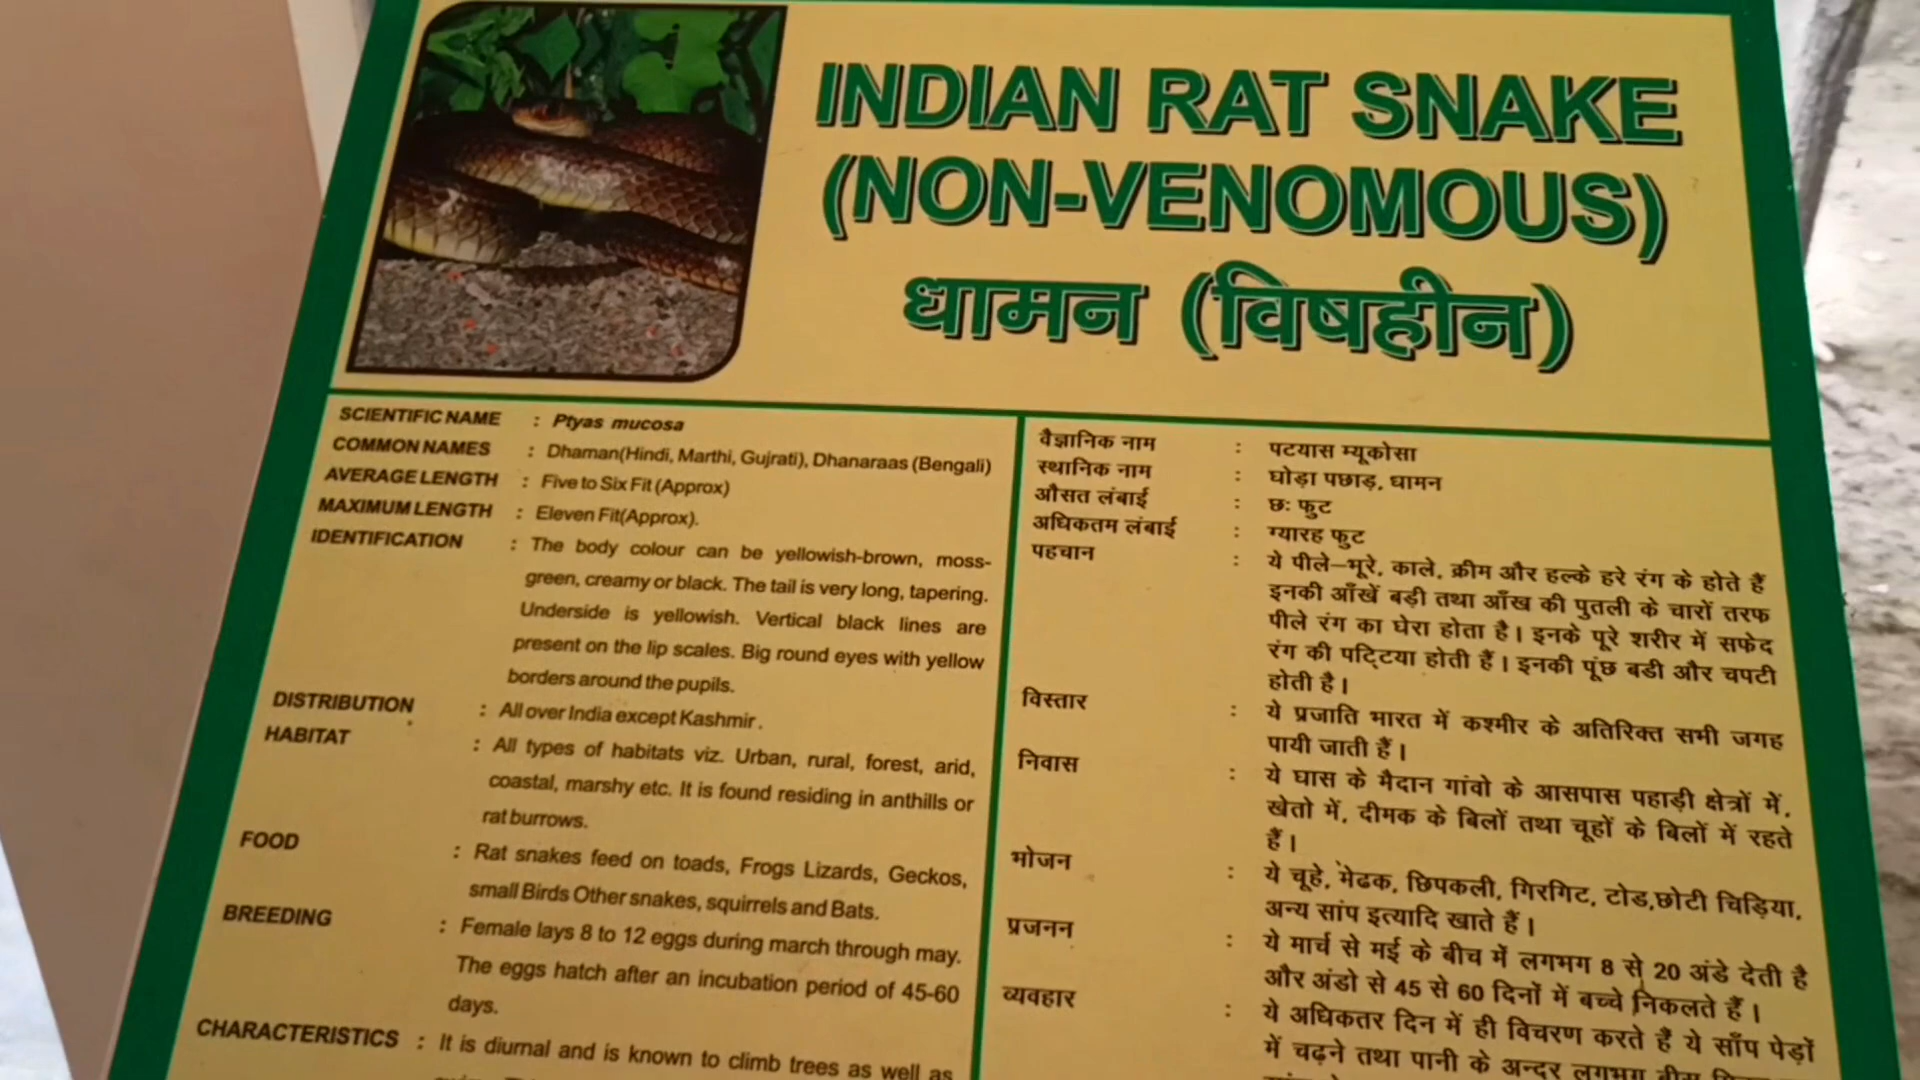 INDIAN RAT SNAKE
(NON-VENOMOUS)
धामन (विषहीन)
SCIENTIFIC NAME : Ptyas mucosa
COMMON NAMES : Dhaman(Hindi, Marthi, Gujrati), Dhanaraas (Bengali)
AVERAGE LENGTH : Five to Six Fit (Approx)
MAXIMUM LENGTH : Eleven Fit(Approx).
IDENTIFICATION : The body colour can be yellowish-brown, moss-
green, creamy or black. The tail is very long, tapering.
Underside is yellowish. Vertical black lines are
present on the lip scales. Big round eyes with yellow
borders around the pupils.
DISTRIBUTION : All over India except Kashmir .
HABITAT : All types of habitats viz. Urban, rural, forest, arid,
coastal, marshy etc. It is found residing in anthills or
rat burrows.
FOOD : Rat snakes feed on toads, Frogs Lizards, Geckos,
small Birds Other snakes, squirrels and Bats.
BREEDING : Female lays 8 to 12 eggs during march through may.
The eggs hatch after an incubation period of 45-60
days.
CHARACTERISTICS : It is diurnal and is known to climb trees as well as
वैज्ञानिक नाम : पटयास म्यूकोसा
स्थानिक नाम : घोड़ा पछाड़, धामन
औसत लंबाई : छः फुट
अधिकतम लंबाई : ग्यारह फुट
पहचान : ये पीले–भूरे, काले, क्रीम और हल्के हरे रंग के होते हैं
इनकी आँखें बड़ी तथा आँख की पुतली के चारों तरफ
पीले रंग का घेरा होता है। इनके पूरे शरीर में सफेद
रंग की पट्टिया होती हैं। इनकी पूंछ बडी और चपटी
होती है।
विस्तार : ये प्रजाति भारत में कश्मीर के अतिरिक्त सभी जगह
पायी जाती हैं।
निवास : ये घास के मैदान गांवो के आसपास पहाड़ी क्षेत्रों में,
खेतो में, दीमक के बिलों तथा चूहों के बिलों में रहते
हैं।
भोजन : ये चूहे, मेढक, छिपकली, गिरगिट, टोड,छोटी चिड़िया,
अन्य सांप इत्यादि खाते हैं।
प्रजनन : ये मार्च से मई के बीच में लगभग 8 से 20 अंडे देती है
और अंडो से 45 से 60 दिनों में बच्चे निकलते हैं।
व्यवहार : ये अधिकतर दिन में ही विचरण करते हैं ये साँप पेड़ों
में चढ़ने तथा पानी के अन्दर लगभग